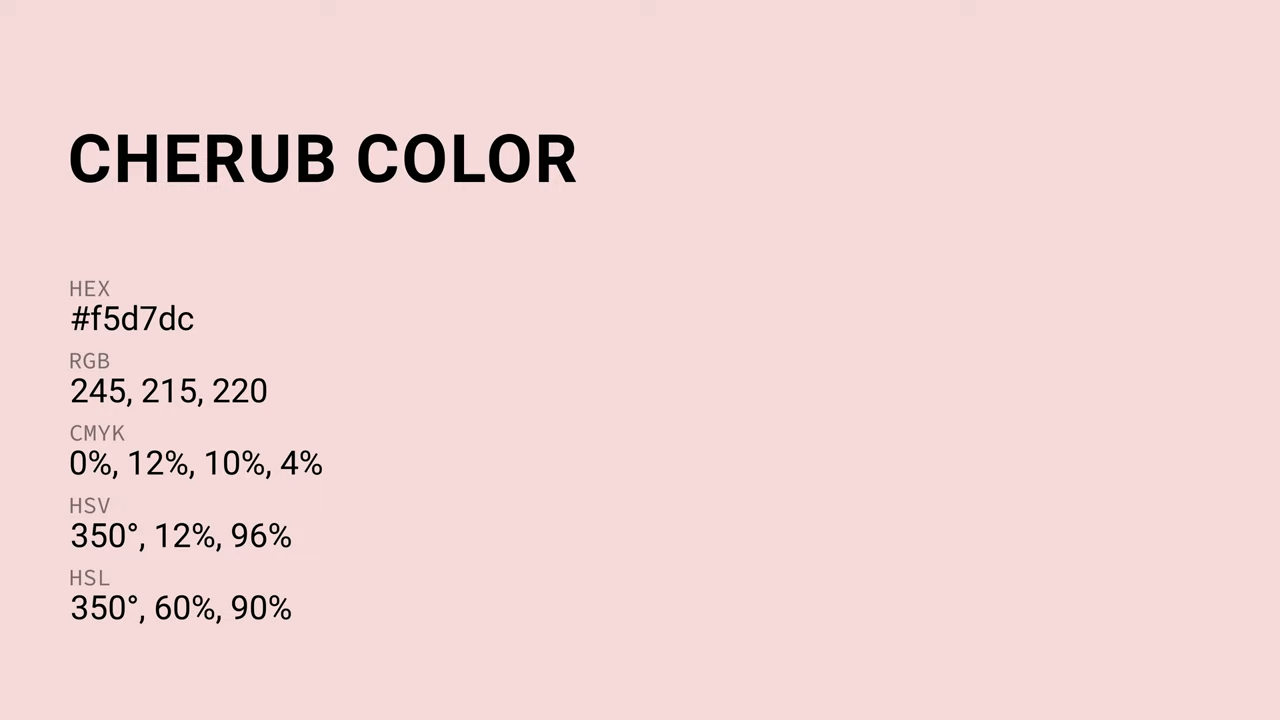 CHERUB COLOR
HEX
#f5d7dc
RGB
245, 215, 220
CMYK
0%, 12%, 10%, 4%
HSV
350°, 12%, 96%
HSL
350°, 60%, 90%